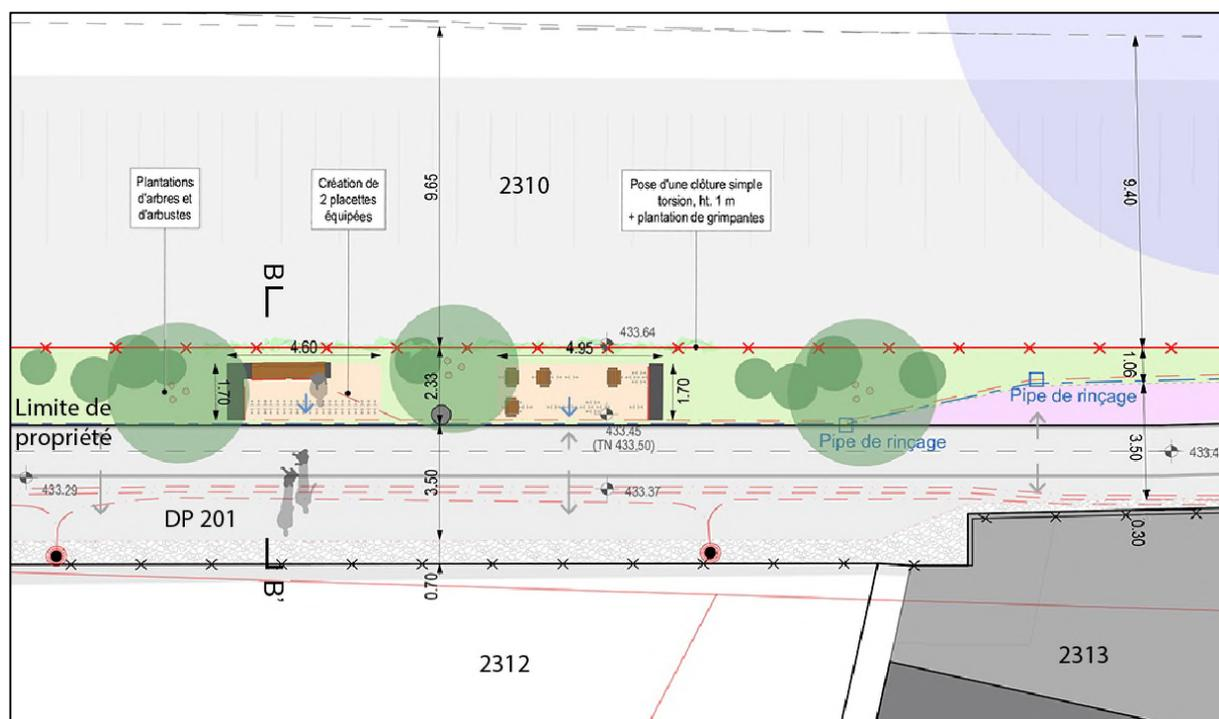 9.65
9.40
2310
Plantations
d'arbres et
d'arbustes
Création de
2 placettes
équipées
Pose d'une clôture simple
torsion, ht. 1 m
+ plantation de grimpantes
B
433.64
4.60
4.95
1.70
2.33
1.70
1.06
Limite de
propriété
Pipe de rinçage
433.45
(TN 433,50)
Pipe de rinçage
3.50
3.50
433.4
433.29
433.37
DP 201
0.30
B'
0.70
2312
2313